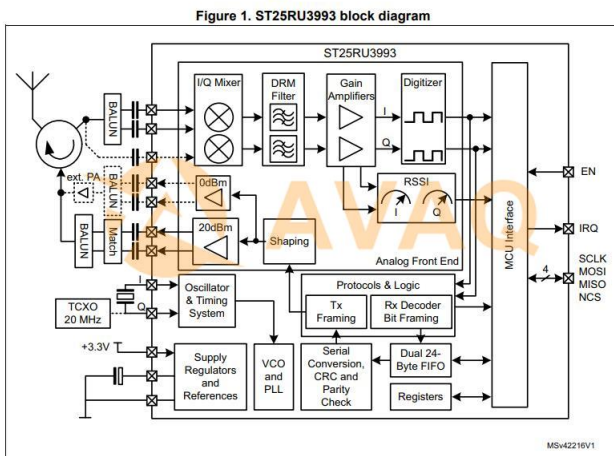 Figure 1. ST25RU3993 block diagram
ST25RU3993
I/Q Mixer
DRM
Filter
Gain
Amplifiers
Digitizer
BALUN
I
Q
ext. PA
BALUN
0dBm
RSSI
I
Q
EN
BALUN
Match
20dBm
Shaping
Analog Front End
MCU Interface
IRQ
AVAQ
SCLK
MOSI
MISO
NCS
4
I
Q
TCXO
20 MHz
Oscillator
& Timing
System
Protocols & Logic
Tx
Framing
Rx Decoder
Bit Framing
+3.3V
Supply
Regulators
and
References
VCO
and
PLL
Serial
Conversion,
CRC and
Parity
Check
Dual 24-
Byte FIFO
Registers
MSv42216V1